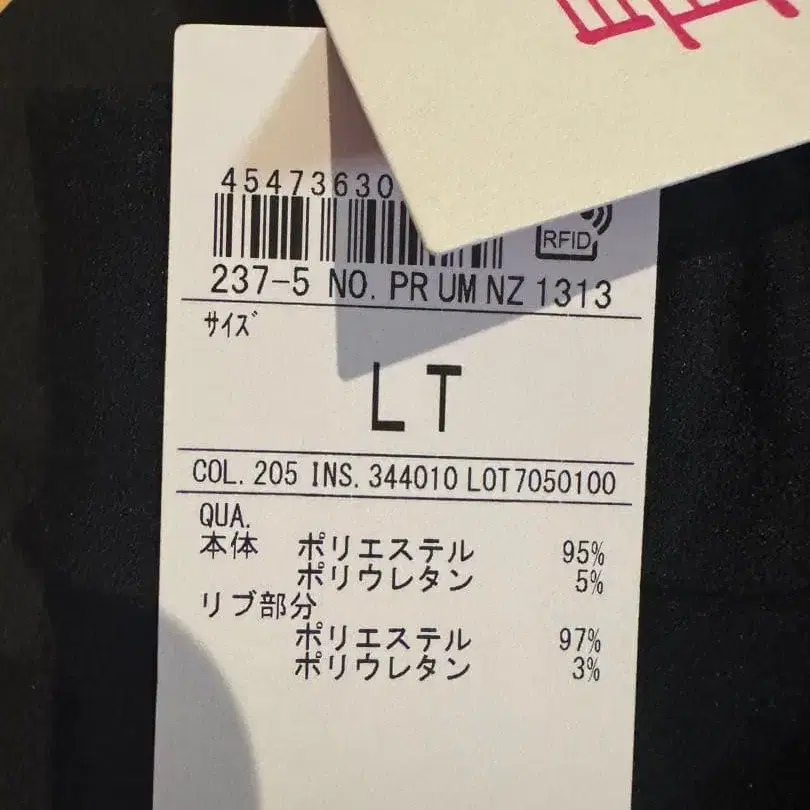 45473630
RFID
237-5 NO. PR UM NZ 1313
サイズ
LT
COL. 205 INS. 344010 LOT7050100
QUA.
本体 ポリエステル 95%
ポリウレタン 5%
リブ部分
ポリエステル 97%
ポリウレタン 3%